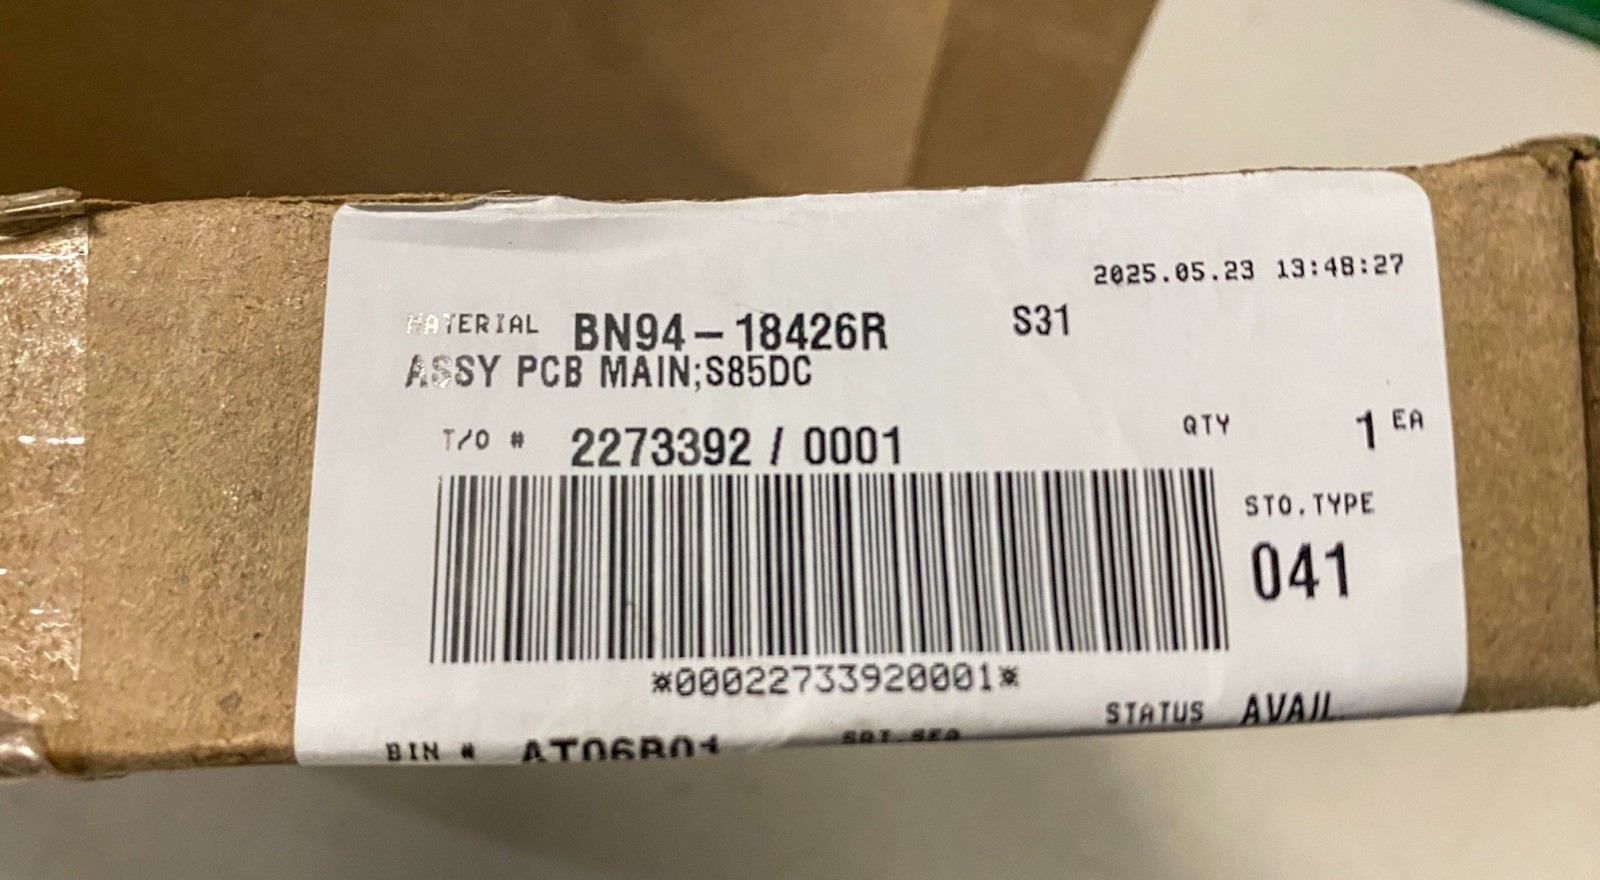 2025.05.23 13:48:27
MATERIAL BN94-18426R S31
ASSY PCB MAIN;S85DC
T/O # 2273392 / 0001 QTY 1 EA
STO.TYPE
041
*00022733920001*
STATUS AVAIL
BIN # AT06B01